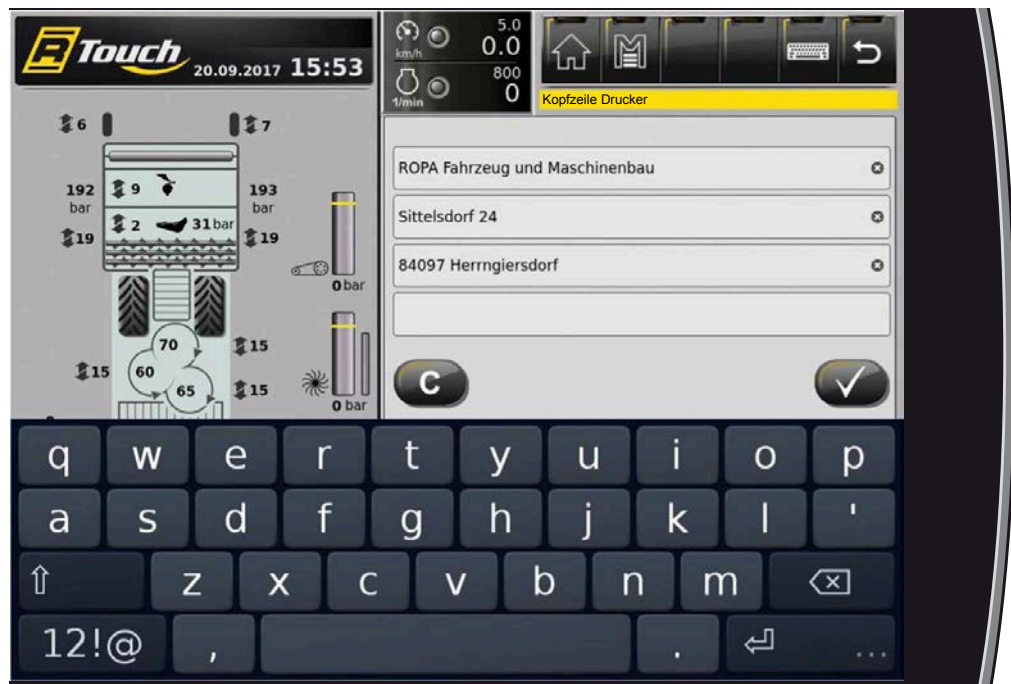 R Touch 20.09.2017 15:53
km/h 5.0
0.0
1/min 800
0
Kopfzeile Drucker
6 7
192 bar 9 193 bar
2 31 bar
19 19
0 bar
70 15
15 60
65 15
0 bar
ROPA Fahrzeug und Maschinenbau
Sittelsdorf 24
84097 Herrngiersdorf
C
q w e r t y u i o p
a s d f g h j k l '
z x c v b n m
12!@ , . ...